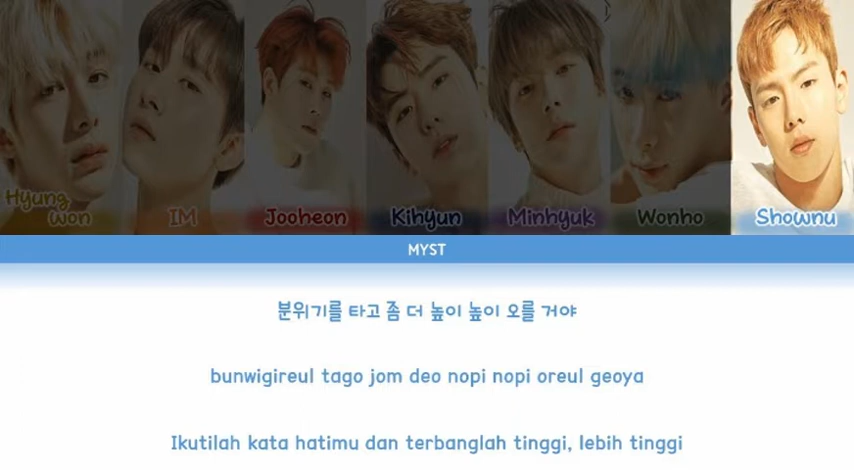 Hyung
won
IM
Jooheon
Kihyun
Minhyuk
Wonho
Shownu
MYST
분위기를 타고 좀 더 높이 높이 오를 거야
bunwigireul tago jom deo nopi nopi oreul geoya
Ikutilah kata hatimu dan terbanglah tinggi, lebih tinggi